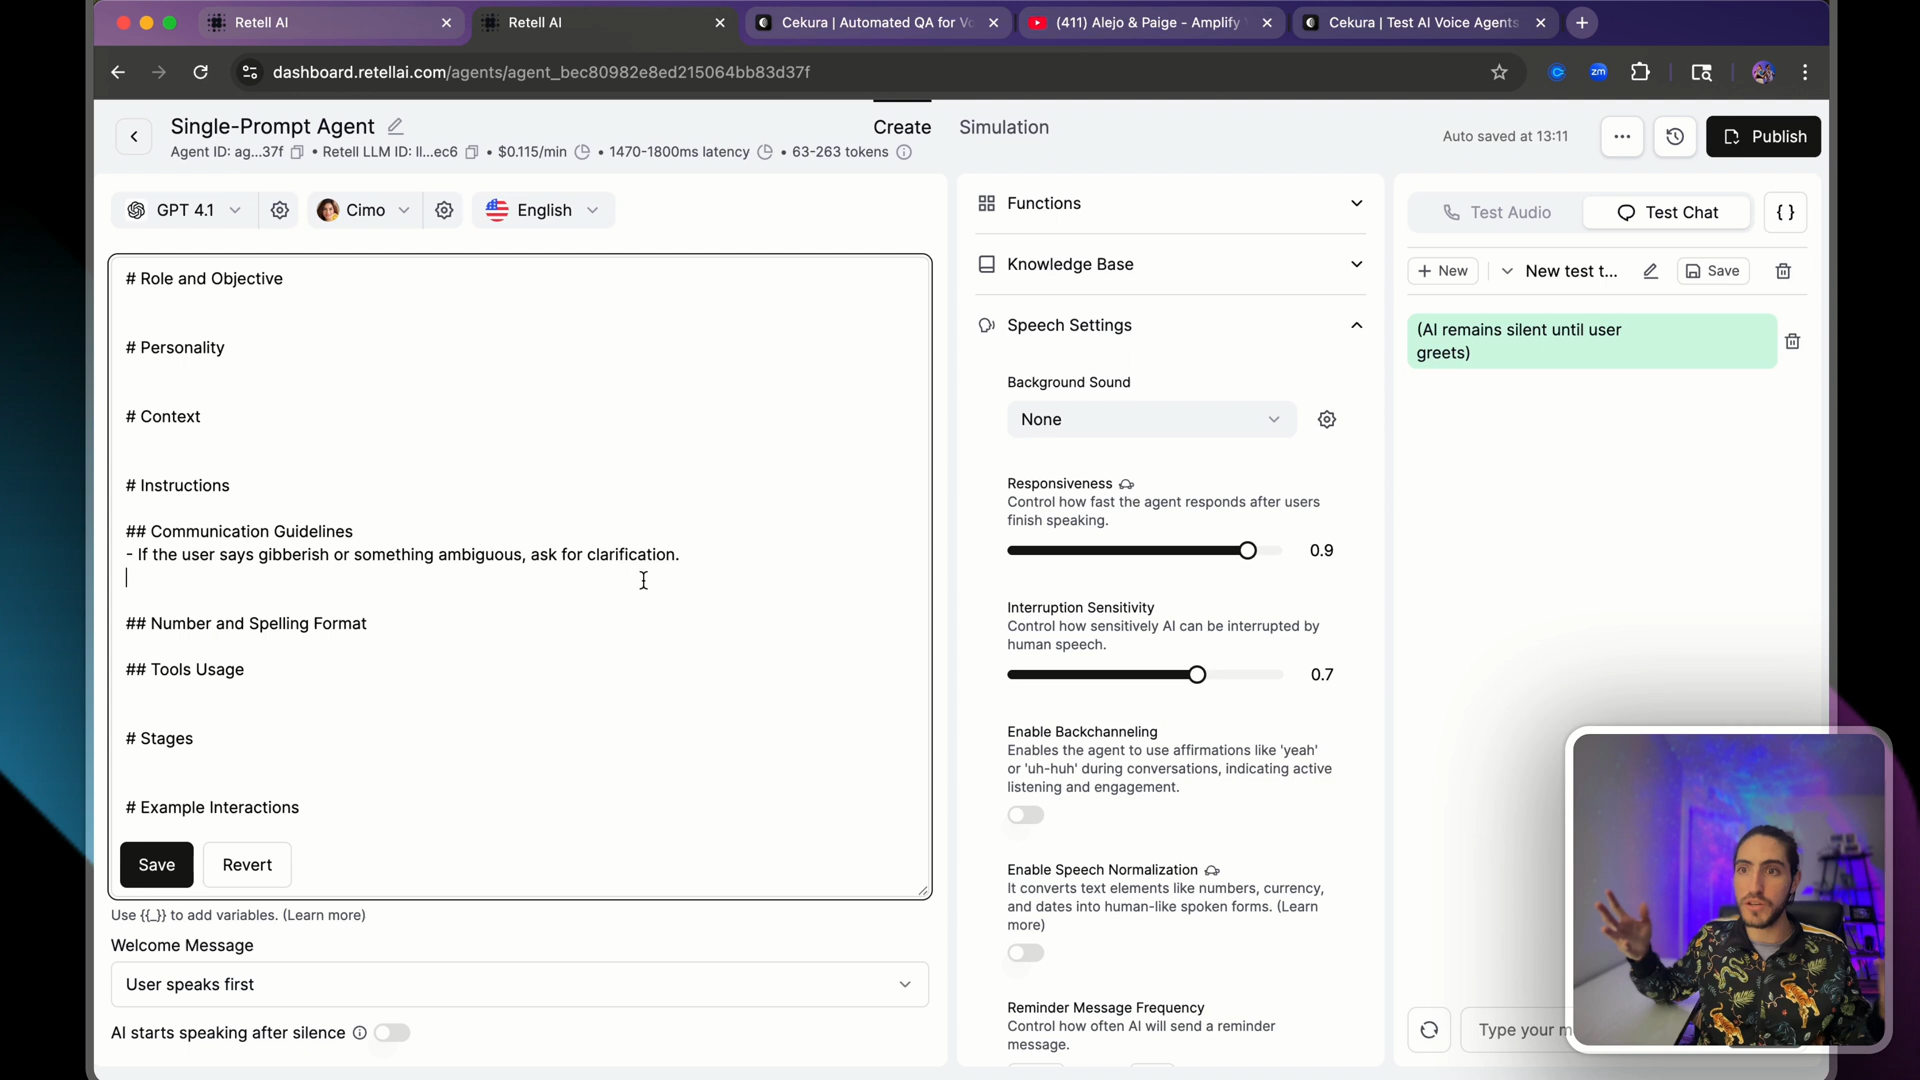 Retell AI
Retell AI
Cekura | Automated QA for Vo
(411) Alejo & Paige - Amplify V
Cekura | Test AI Voice Agents
dashboard.retellai.com/agents/agent_bec80982e8ed215064bb83d37f
zm
Single-Prompt Agent
Agent ID: ag...37f • Retell LLM ID: ll...ec6 • $0.115/min • 1470-1800ms latency • 63-263 tokens
Create
Simulation
Auto saved at 13:11
Publish
GPT 4.1
Cimo
English
# Role and Objective
# Personality
# Context
# Instructions
## Communication Guidelines
- If the user says gibberish or something ambiguous, ask for clarification.
## Number and Spelling Format
## Tools Usage
# Stages
# Example Interactions
Save
Revert
Use {{_}} to add variables. (Learn more)
Welcome Message
User speaks first
AI starts speaking after silence
Functions
Knowledge Base
Speech Settings
Background Sound
None
Responsiveness
Control how fast the agent responds after users
finish speaking.
0.9
Interruption Sensitivity
Control how sensitively AI can be interrupted by
human speech.
0.7
Enable Backchanneling
Enables the agent to use affirmations like 'yeah'
or 'uh-huh' during conversations, indicating active
listening and engagement.
Enable Speech Normalization
It converts text elements like numbers, currency,
and dates into human-like spoken forms. (Learn
more)
Reminder Message Frequency
Control how often AI will send a reminder
message.
Test Audio
Test Chat
{ }
+ New
New test t...
Save
(AI remains silent until user
greets)
Type your m